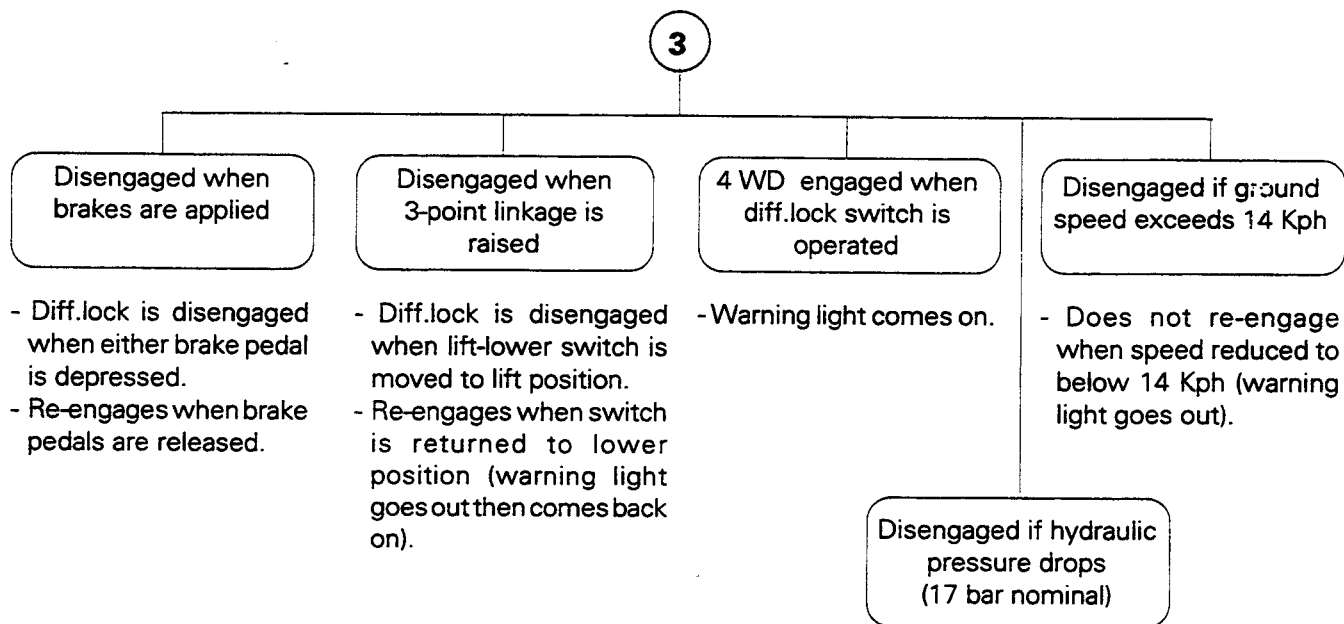 3
Disengaged when
brakes are applied
Disengaged when
3-point linkage is
raised
4 WD engaged when
diff.lock switch is
operated
Disengaged if ground
speed exceeds 14 Kph
- Diff.lock is disengaged
when either brake pedal
is depressed.
- Re-engages when brake
pedals are released.
- Diff.lock is disengaged
when lift-lower switch is
moved to lift position.
- Re-engages when switch
is returned to lower
position (warning light
goes out then comes back
on).
- Warning light comes on.
- Does not re-engage
when speed reduced to
below 14 Kph (warning
light goes out).
Disengaged if hydraulic
pressure drops
(17 bar nominal)